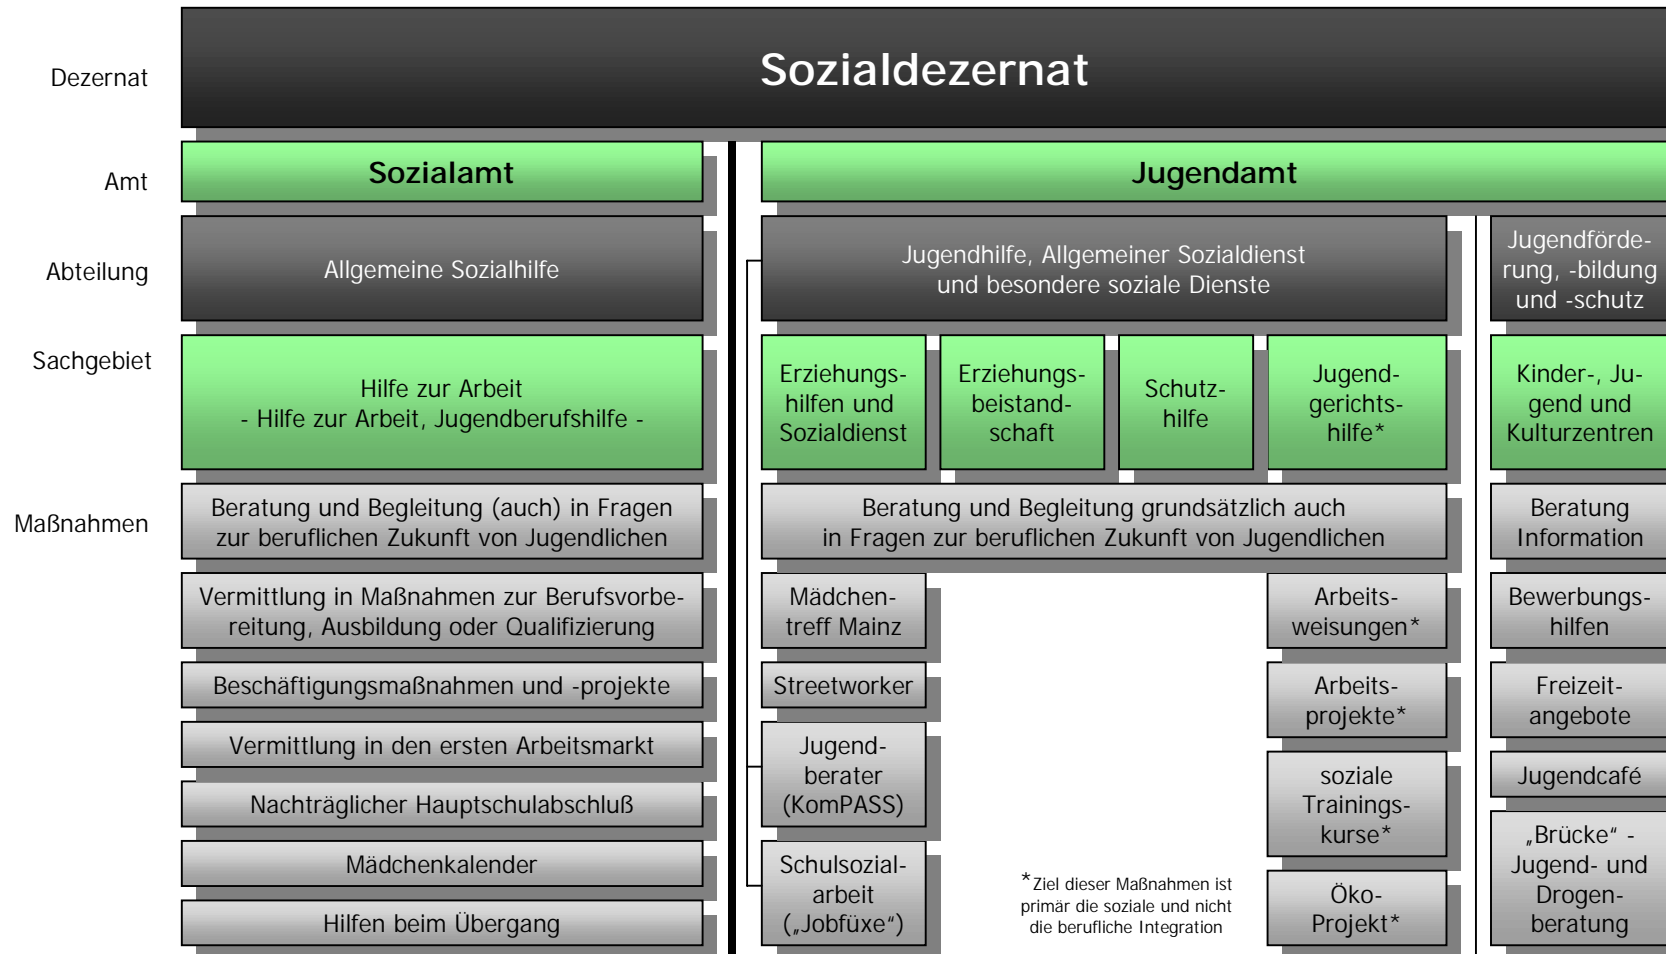 Sozialdezernat
Dezernat
Amt
Sozialamt
Jugendamt
Abteilung
Allgemeine Sozialhilfe
Jugendhilfe, Allgemeiner Sozialdienst
und besondere soziale Dienste
Jugendförde-
rung, -bildung
und -schutz
Sachgebiet
Hilfe zur Arbeit
- Hilfe zur Arbeit, Jugendberufshilfe -
Erziehungs-
hilfen und
Sozialdienst
Erziehungs-
beistand-
schaft
Schutz-
hilfe
Jugend-
gerichts-
hilfe*
Kinder-, Ju-
gend und
Kulturzentren
Maßnahmen
Beratung und Begleitung (auch) in Fragen
zur beruflichen Zukunft von Jugendlichen
Vermittlung in Maßnahmen zur Berufsvorbe-
reitung, Ausbildung oder Qualifizierung
Beschäftigungsmaßnahmen und -projekte
Vermittlung in den ersten Arbeitsmarkt
Nachträglicher Hauptschulabschluß
Mädchenkalender
Hilfen beim Übergang
Beratung und Begleitung grundsätzlich auch
in Fragen zur beruflichen Zukunft von Jugendlichen
Mädchen-
treff Mainz
Streetworker
Jugend-
berater
(KomPASS)
Schulsozial-
arbeit
(„Jobfüxe“)
*Ziel dieser Maßnahmen ist
primär die soziale und nicht
die berufliche Integration
Arbeits-
weisungen*
Arbeits-
projekte*
soziale
Trainings-
kurse*
Öko-
Projekt*
Beratung
Information
Bewerbungs-
hilfen
Freizeit-
angebote
Jugendcafé
„Brücke“ -
Jugend- und
Drogen-
beratung